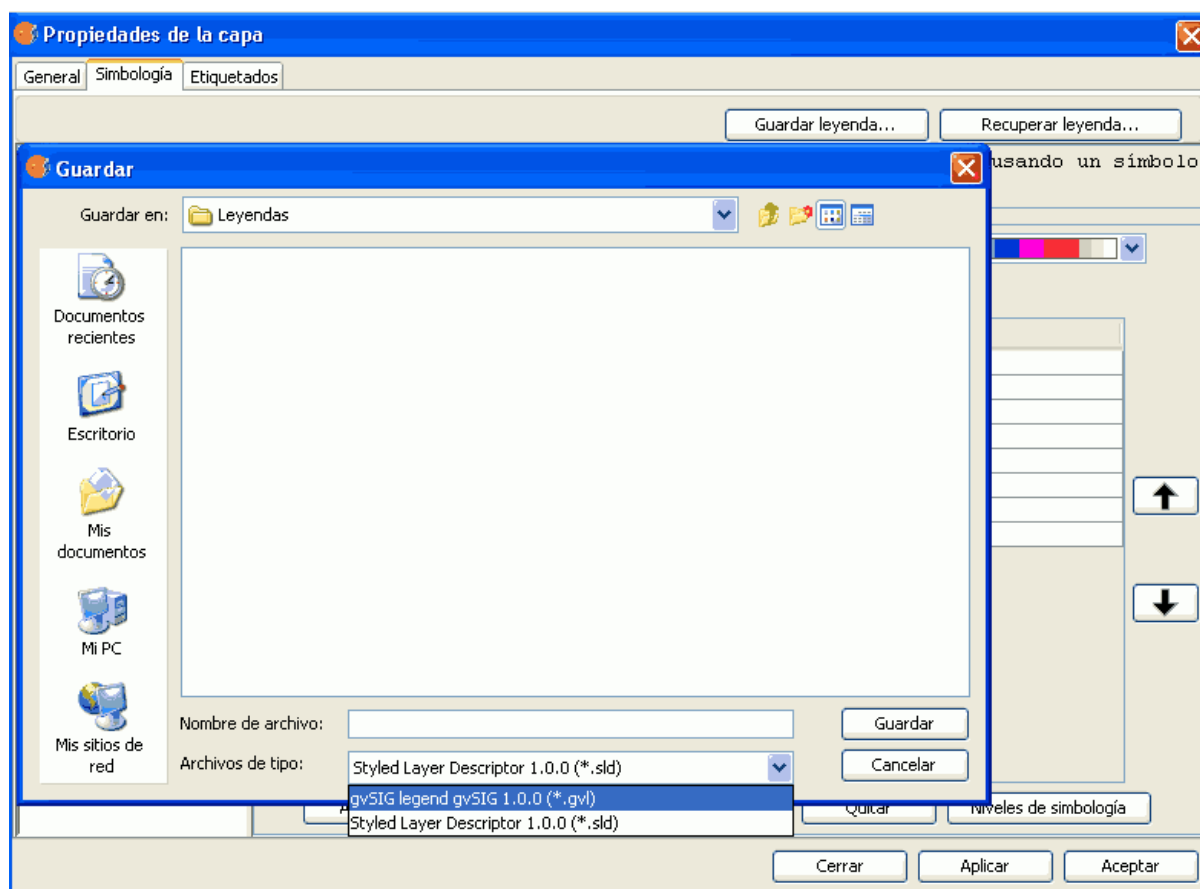 Propiedades de la capa
General Simbología Etiquetados
Guardar leyenda... Recuperar leyenda...
usando un símbolo
Guardar
Guardar en: Leyendas
Documentos
recientes
Escritorio
Mis
documentos
Mi PC
Mis sitios de
red
Nombre de archivo: Guardar
Archivos de tipo: Styled Layer Descriptor 1.0.0 (*.sld) Cancelar
gvSIG legend gvSIG 1.0.0 (*.gvl)
Styled Layer Descriptor 1.0.0 (*.sld)
Quitar Niveles de simbología
Cerrar Aplicar Aceptar